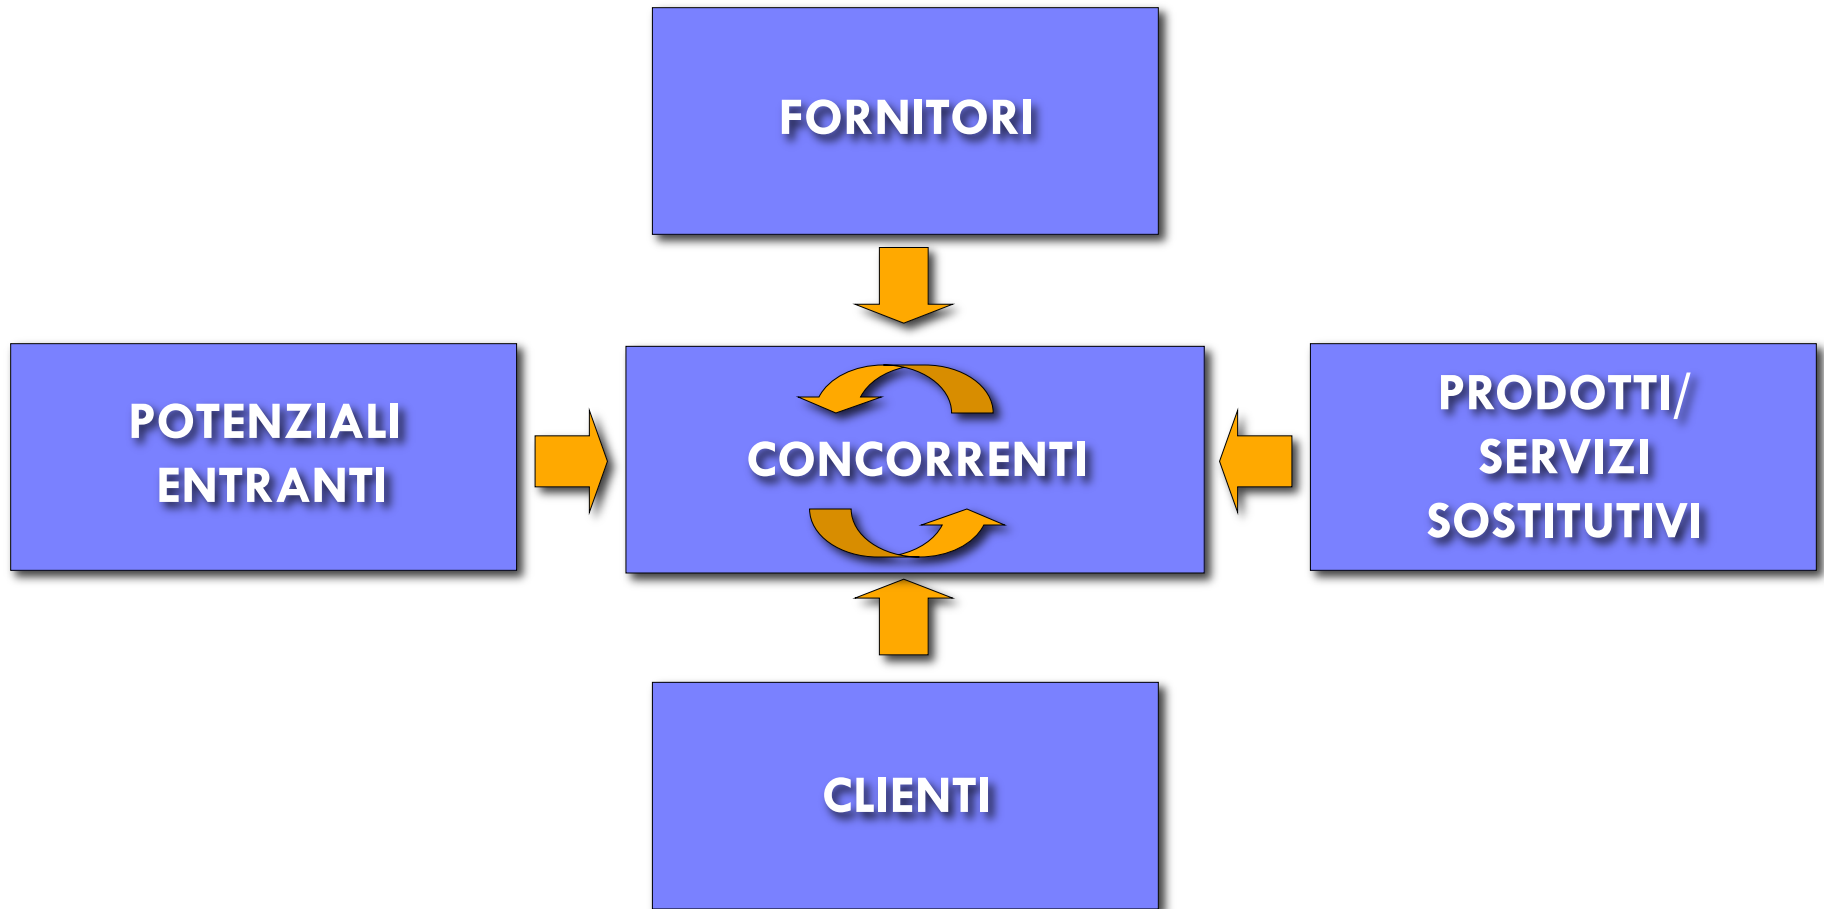 FORNITORI
POTENZIALI
ENTRANTI
CONCORRENTI
PRODOTTI/
SERVIZI
SOSTITUTIVI
CLIENTI